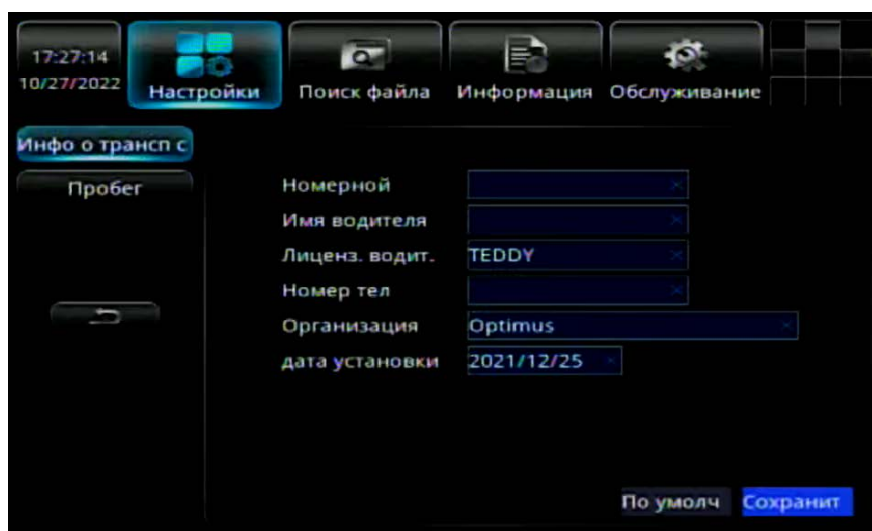 17:27:14
10/27/2022
Настройки
Поиск файла
Информация
Обслуживание
Инфо о трансп с
Пробег
Номерной
Имя водителя
Лиценз. водит. TEDDY
Номер тел
Организация Optimus
дата установки 2021/12/25
По умолч Сохранит